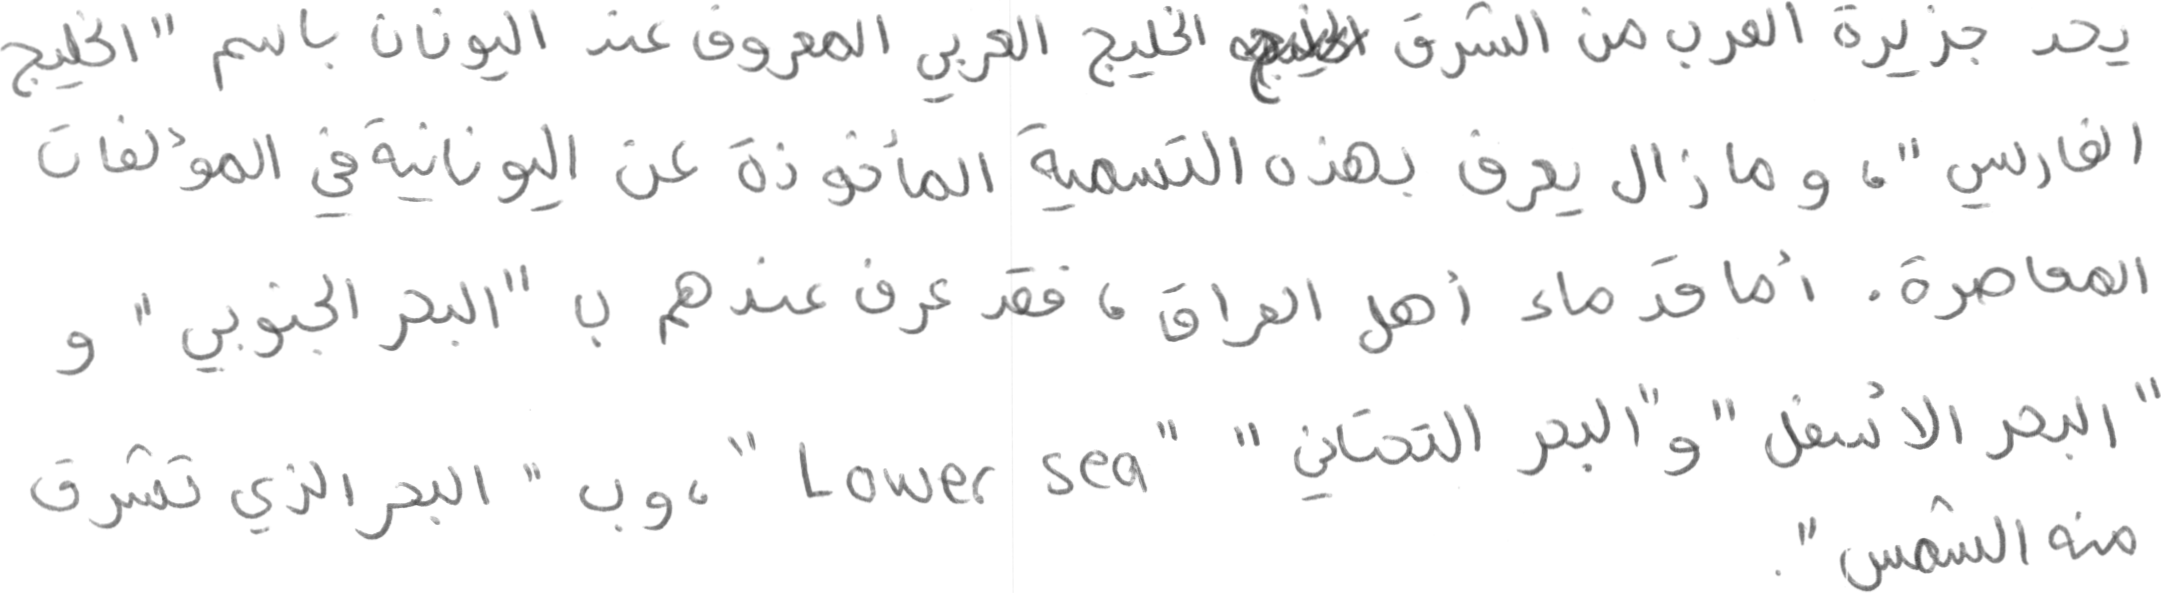 يحد جزيرة العرب من الشرق الخليج العربي المعروف عند اليونان باسم "الخليج
الفارسي"، وما زال يعرف بهذه التسمية المأخوذة عن اليونانية في المؤلفات
المعاصرة. أما قدماء أهل العراق، فقد عرف عندهم ب "البحر الجنوبي" و
"البحر الأسفل" و"البحر التحتاني" "Lower sea"، وب "البحر الذي تشرق
منه الشمس".